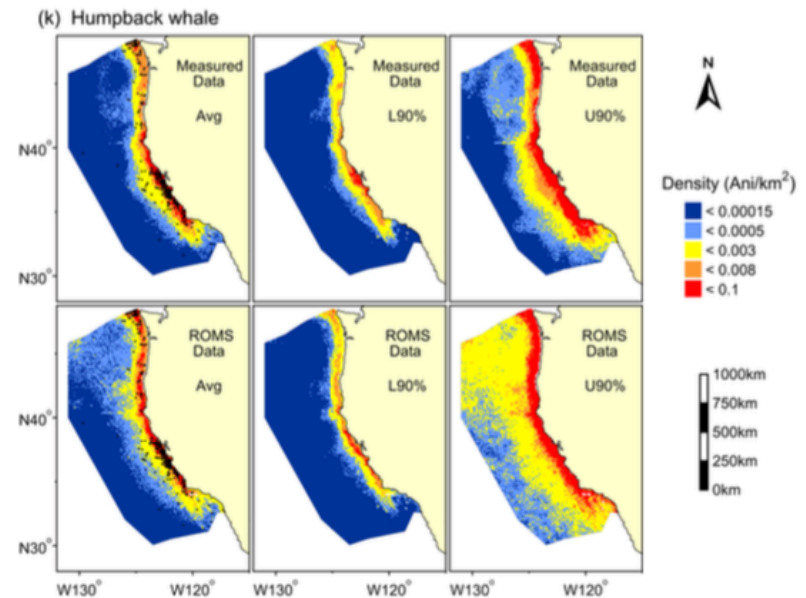 (k) Humpback whale
Measured
Data
Avg
Measured
Data
L90%
Measured
Data
U90%
N
N40°
N30°
Density (Ani/km²)
< 0.00015
< 0.0005
< 0.003
< 0.008
< 0.1
ROMS
Data
Avg
ROMS
Data
L90%
ROMS
Data
U90%
N40°
N30°
1000km
750km
500km
250km
0km
W130° W120° W130° W120° W130° W120°